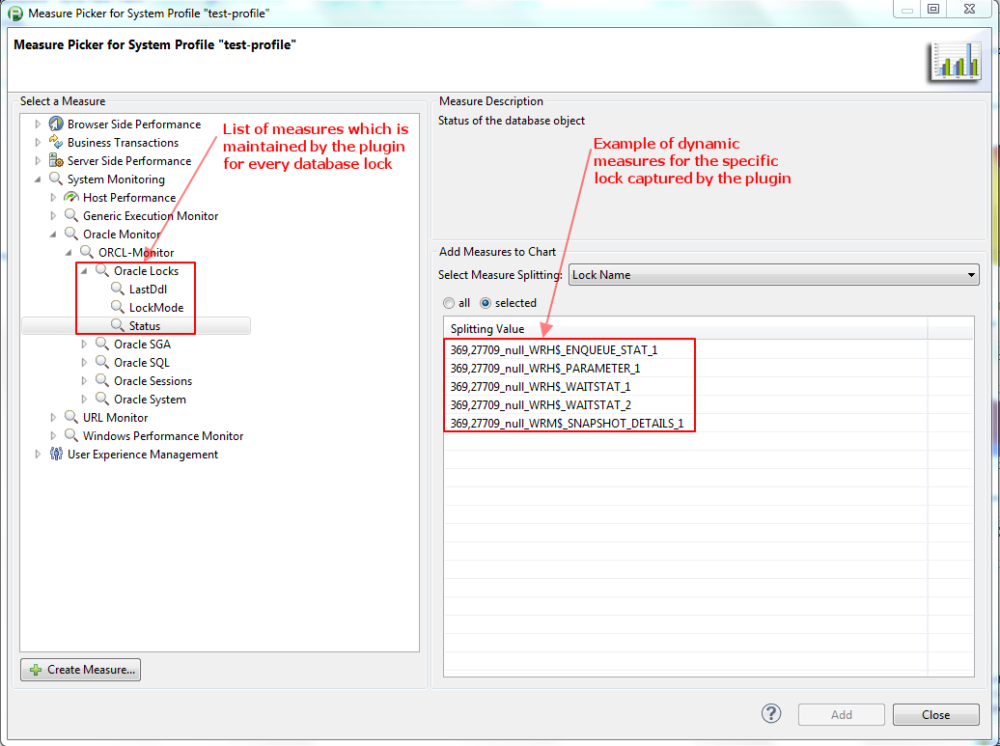 Measure Picker for System Profile "test-profile"
Measure Picker for System Profile "test-profile"
Select a Measure
Browser Side Performance
Business Transactions
Server Side Performance
System Monitoring
Host Performance
Generic Execution Monitor
Oracle Monitor
ORCL-Monitor
Oracle Locks
LastDdl
LockMode
Status
Oracle SGA
Oracle SQL
Oracle Sessions
Oracle System
URL Monitor
Windows Performance Monitor
User Experience Management
List of measures which is
maintained by the plugin
for every database lock
Create Measure...
Measure Description
Status of the database object
Example of dynamic
measures for the specific
lock captured by the plugin
Add Measures to Chart
Select Measure Splitting: Lock Name
all selected
Splitting Value
369,27709_null_WRH$_ENQUEUE_STAT_1
369,27709_null_WRH$_PARAMETER_1
369,27709_null_WRH$_WAITSTAT_1
369,27709_null_WRH$_WAITSTAT_2
369,27709_null_WRM$_SNAPSHOT_DETAILS_1
? Add Close